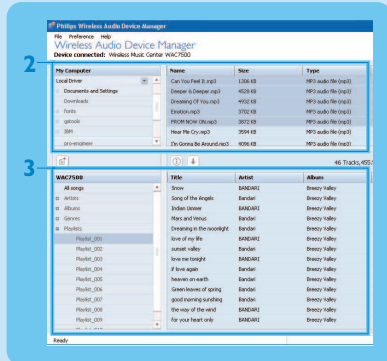 Philips Wireless Audio Device Manager
File Preference Help
Wireless Audio Device Manager
Device connected: Wireless Music Center WAC7500
2
My Computer Name Size Type
Local Driver Can You Feel It.mp3 1386 KB MP3 audio file (mp3)
Documents and Settings Deeper & Deeper.mp3 4528 KB MP3 audio file (mp3)
Downloads Dreaming Of You.mp3 4932 KB MP3 audio file (mp3)
fonts Emotion.mp3 3702 KB MP3 audio file (mp3)
getools FROM NOW ON.mp3 3872 KB MP3 audio file (mp3)
IBM Hear Me Cry.mp3 3594 KB MP3 audio file (mp3)
pro-engineer I'm Gonna Be Around.mp3 4096 KB MP3 audio file (mp3)
46 Tracks,455.
3
WAC7500 Title Artist Album
All songs Snow BANDARI Breezy Valley
Artists Song of the Angels Bandari Breezy Valley
Albums Indian Ummer BANDARI Breezy Valley
Genres Mars and Venus Bandari Breezy Valley
Playlists Dreaming in the moonlight Bandari Breezy Valley
Playlist_001 love of my life BANDARI Breezy Valley
Playlist_002 sunset valley Bandari Breezy Valley
Playlist_003 love me tonight BANDARI Breezy Valley
Playlist_004 if love again Bandari Breezy Valley
Playlist_005 heaven on earth Bandari Breezy Valley
Playlist_006 Green leaves of spring Bandari Breezy Valley
Playlist_007 good morning sunshing Bandari Breezy Valley
Playlist_008 the way of the wind BANDARI Breezy Valley
Playlist_009 For your heart only BANDARI Breezy Valley
Ready